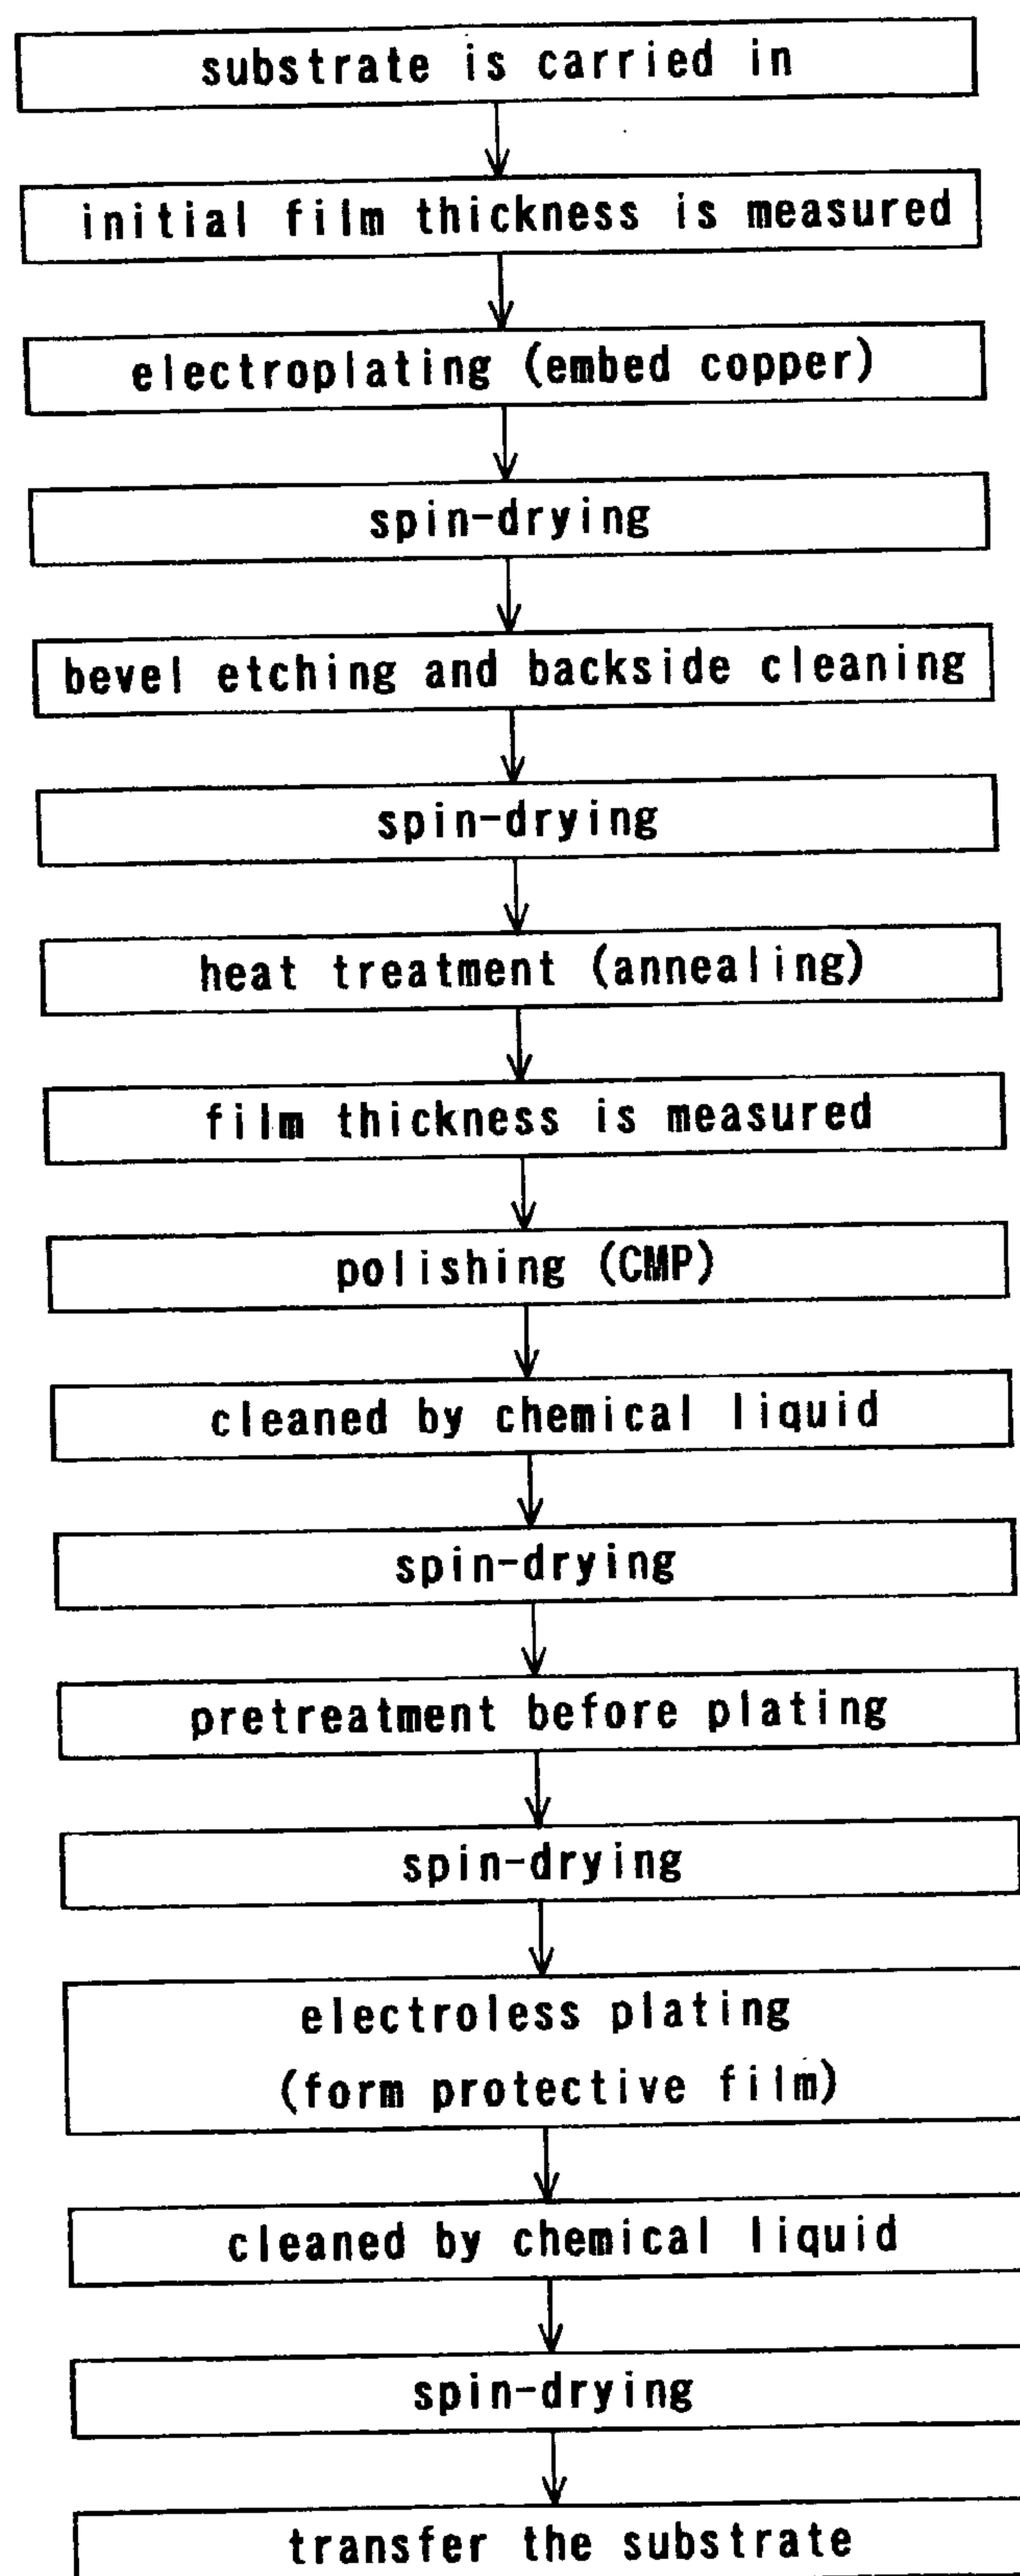 substrate is carried in
initial film thickness is measured
electroplating (embed copper)
spin-drying
bevel etching and backside cleaning
spin-drying
heat treatment (annealing)
film thickness is measured
polishing (CMP)
cleaned by chemical liquid
spin-drying
pretreatment before plating
spin-drying
electroless plating
(form protective film)
cleaned by chemical liquid
spin-drying
transfer the substrate